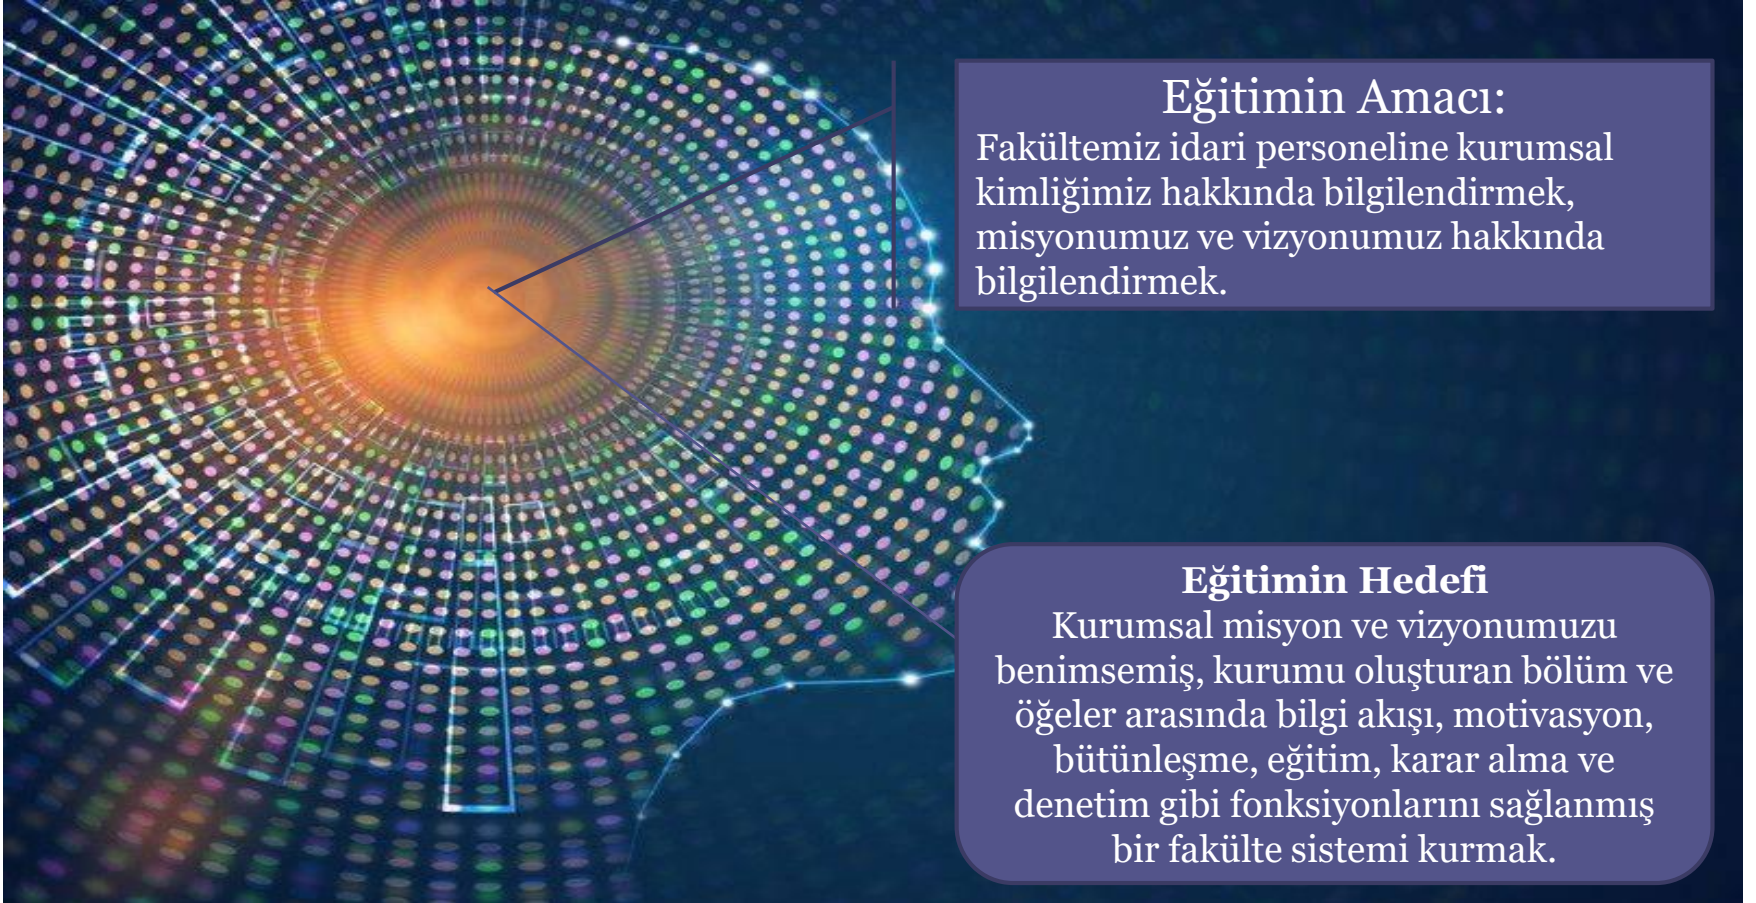 Eğitimin Amacı:
Fakültemiz idari personeline kurumsal
kimliğimiz hakkında bilgilendirmek,
misyonumuz ve vizyonumuz hakkında
bilgilendirmek.
Eğitimin Hedefi
Kurumsal misyon ve vizyonumuzu
benimsemiş, kurumu oluşturan bölüm ve
öğeler arasında bilgi akışı, motivasyon,
bütünleşme, eğitim, karar alma ve
denetim gibi fonksiyonlarını sağlanmış
bir fakülte sistemi kurmak.